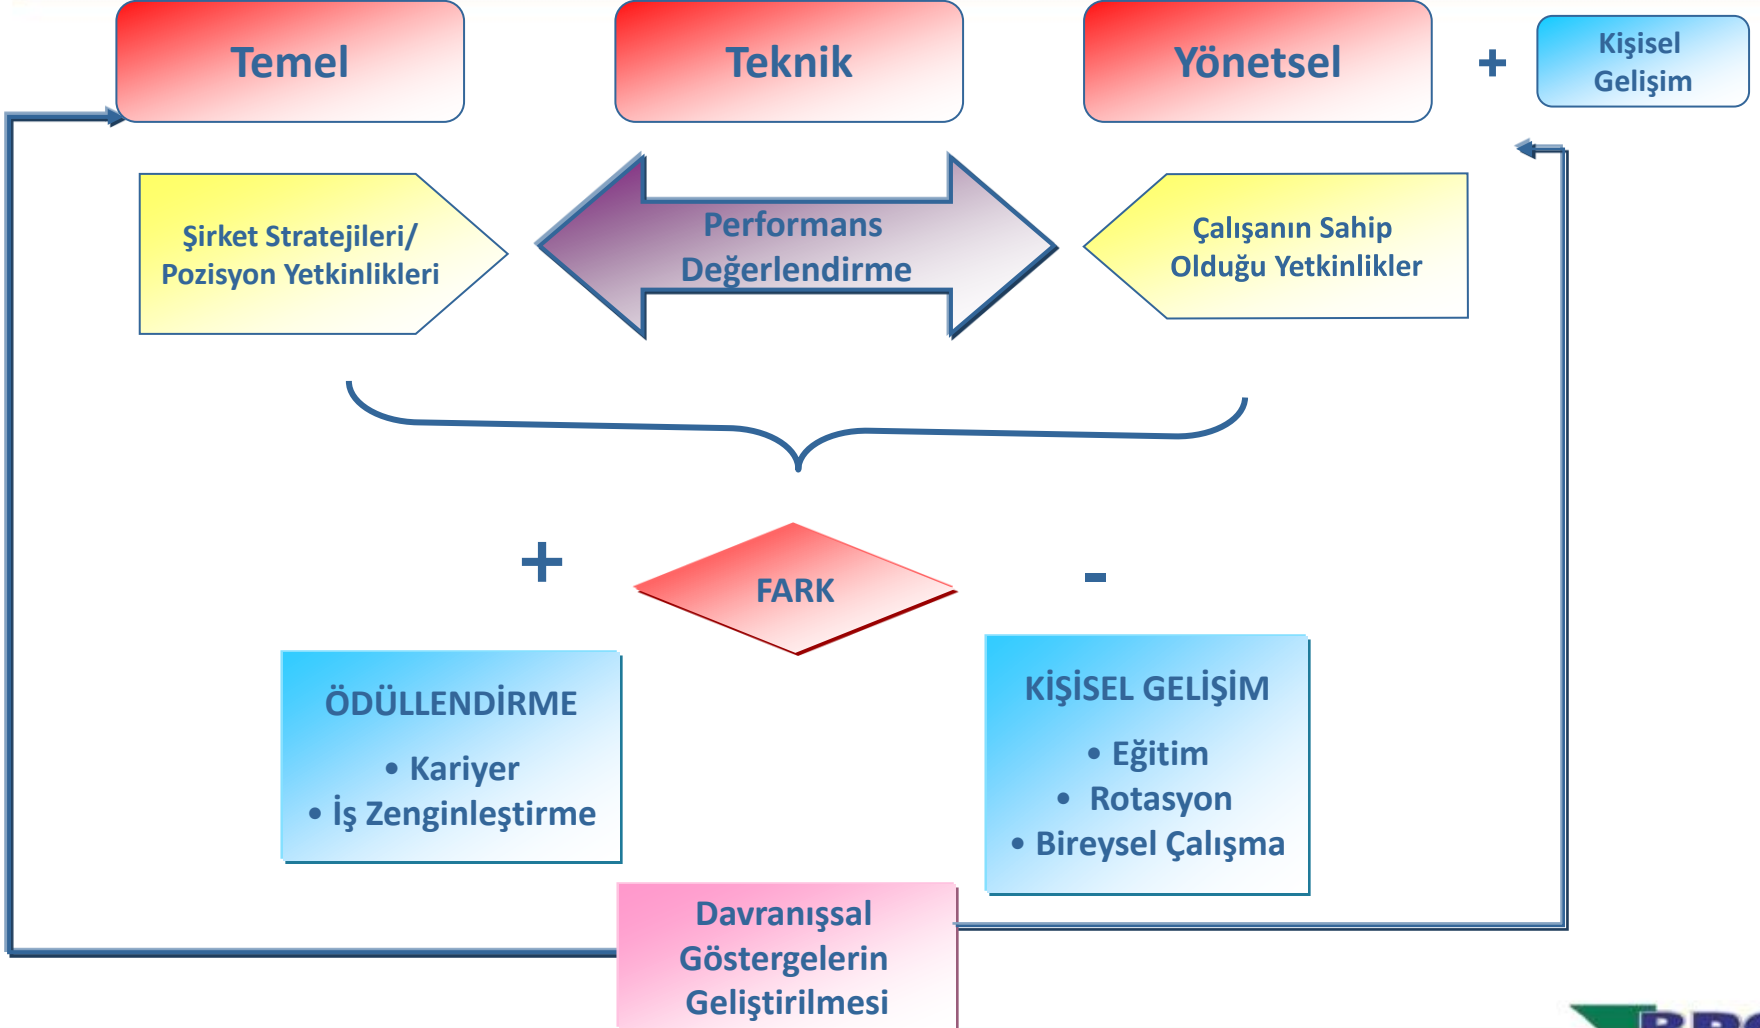 Temel
Teknik
Yönetsel
+
Kişisel
Gelişim
Şirket Stratejileri/
Pozisyon Yetkinlikleri
Performans
Değerlendirme
Çalışanın Sahip
Olduğu Yetkinlikler
+
FARK
-
ÖDÜLLENDİRME
• Kariyer
• İş Zenginleştirme
KİŞİSEL GELİŞİM
• Eğitim
• Rotasyon
• Bireysel Çalışma
Davranışsal
Göstergelerin
Geliştirilmesi